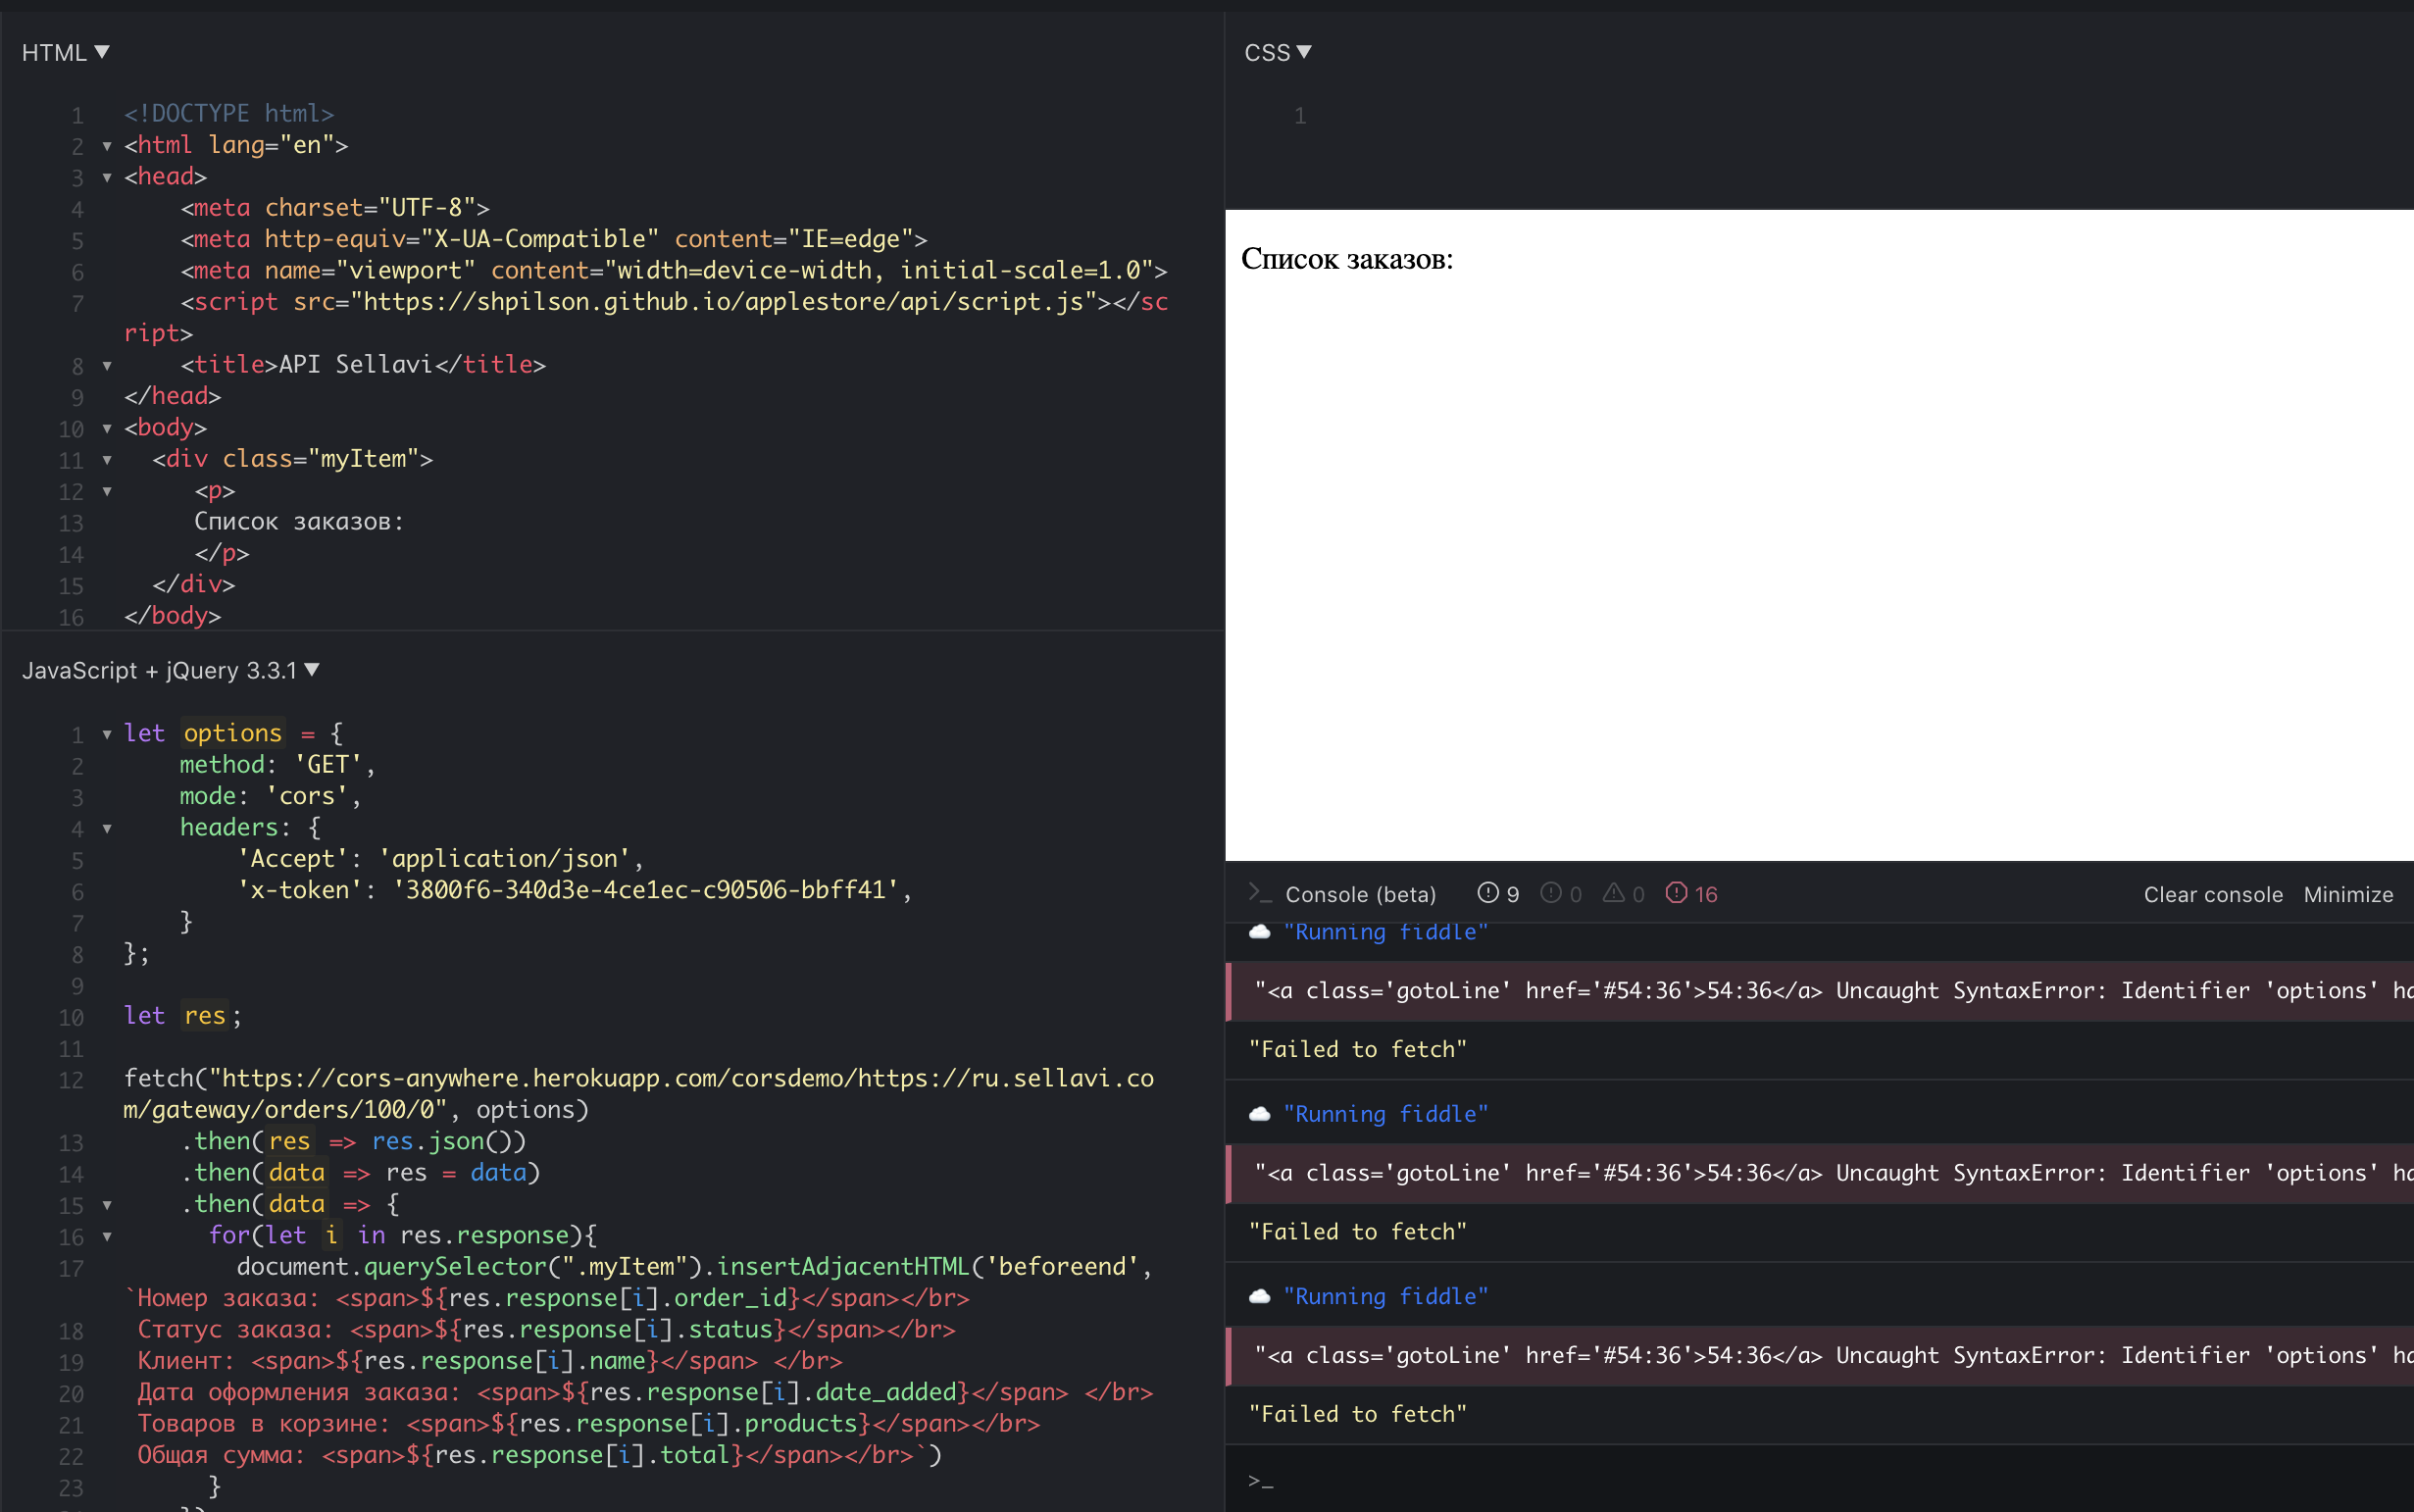 HTML ▼
1 <!DOCTYPE html>
2 ▼ <html lang="en">
3 ▼ <head>
4 <meta charset="UTF-8">
5 <meta http-equiv="X-UA-Compatible" content="IE=edge">
6 <meta name="viewport" content="width=device-width, initial-scale=1.0">
7 <script src="https://shpilson.github.io/applestore/api/script.js"></sc
ript>
8 ▼ <title>API Sellavi</title>
9 </head>
10 ▼ <body>
11 ▼ <div class="myItem">
12 ▼ <p>
13 Список заказов:
14 </p>
15 </div>
16 </body>
JavaScript + jQuery 3.3.1 ▼
1 ▼ let options = {
2 method: 'GET',
3 mode: 'cors',
4 ▼ headers: {
5 'Accept': 'application/json',
6 'x-token': '3800f6-340d3e-4ce1ec-c90506-bbff41',
7 }
8 };
9
10 let res;
11
12 fetch("https://cors-anywhere.herokuapp.com/corsdemo/https://ru.sellavi.co
m/gateway/orders/100/0", options)
13 .then(res => res.json())
14 .then(data => res = data)
15 ▼ .then(data => {
16 ▼ for(let i in res.response){
17 document.querySelector(".myItem").insertAdjacentHTML('beforeend',
`Номер заказа: <span>${res.response[i].order_id}</span></br>
18 Статус заказа: <span>${res.response[i].status}</span></br>
19 Клиент: <span>${res.response[i].name}</span> </br>
20 Дата оформления заказа: <span>${res.response[i].date_added}</span> </br>
21 Товаров в корзине: <span>${res.response[i].products}</span></br>
22 Общая сумма: <span>${res.response[i].total}</span></br>`)
23 }
CSS ▼
1
Список заказов:
>_ Console (beta) 9 0 0 16 Clear console Minimize
"Running fiddle"
"<a class='gotoLine' href='#54:36'>54:36</a> Uncaught SyntaxError: Identifier 'options' ha
"Failed to fetch"
"Running fiddle"
"<a class='gotoLine' href='#54:36'>54:36</a> Uncaught SyntaxError: Identifier 'options' ha
"Failed to fetch"
"Running fiddle"
"<a class='gotoLine' href='#54:36'>54:36</a> Uncaught SyntaxError: Identifier 'options' ha
"Failed to fetch"
>_